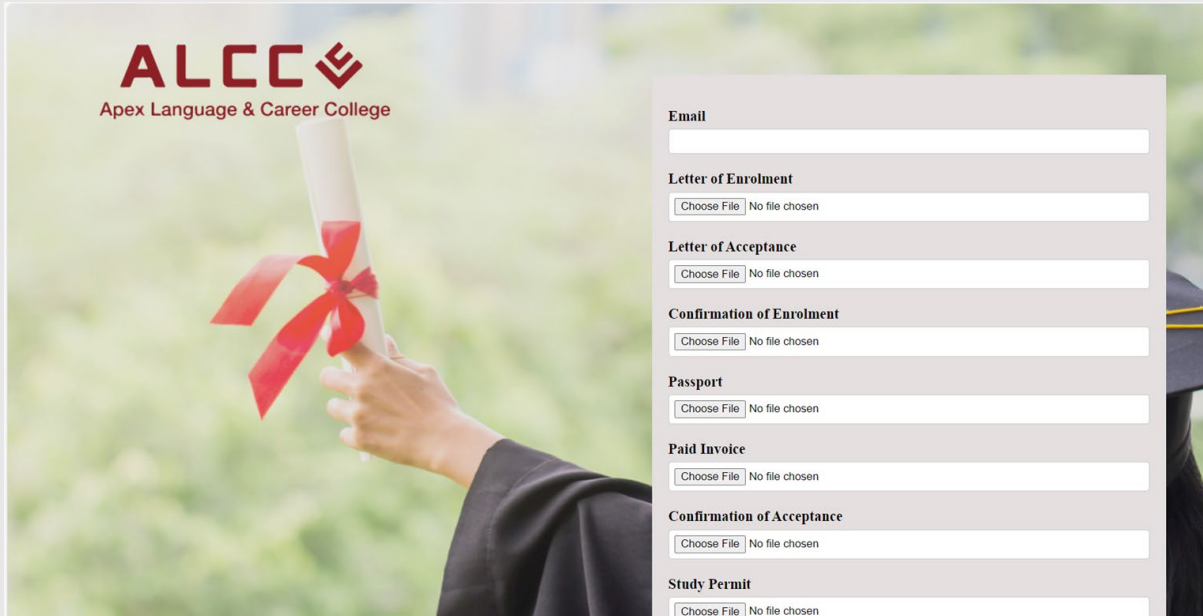 ALCC
Apex Language & Career College
Email
Letter of Enrolment
Choose File No file chosen
Letter of Acceptance
Choose File No file chosen
Confirmation of Enrolment
Choose File No file chosen
Passport
Choose File No file chosen
Paid Invoice
Choose File No file chosen
Confirmation of Acceptance
Choose File No file chosen
Study Permit
Choose File No file chosen